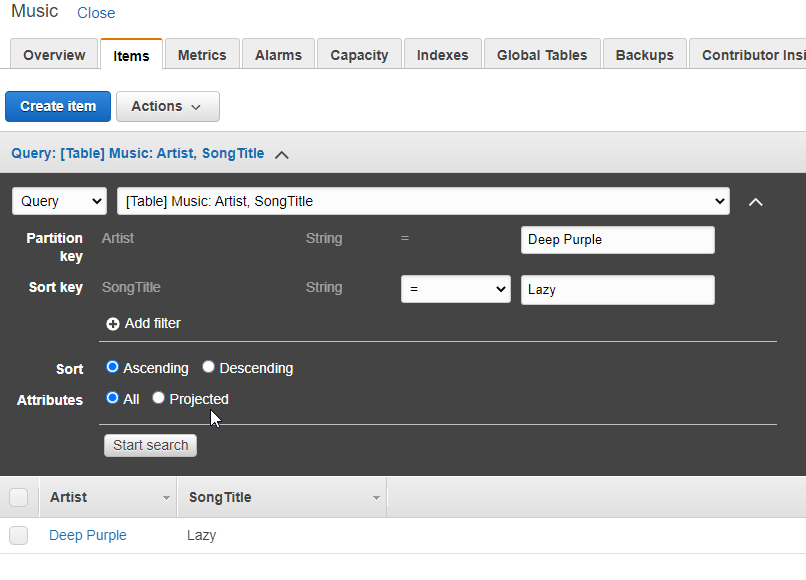 Music Close
Overview Items Metrics Alarms Capacity Indexes Global Tables Backups Contributor Insi
Create item Actions
Query: [Table] Music: Artist, SongTitle
Query [Table] Music: Artist, SongTitle
Partition key Artist String = Deep Purple
Sort key SongTitle String = Lazy
Add filter
Sort Ascending Descending
Attributes All Projected
Start search
Artist SongTitle
Deep Purple Lazy